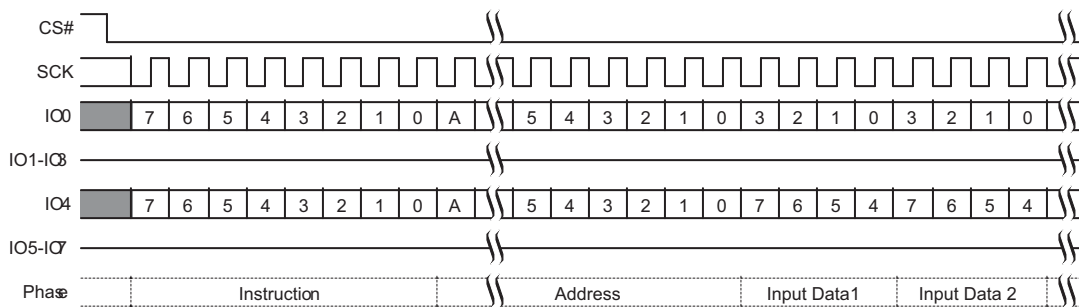 CS#
SCK
IO0 7 6 5 4 3 2 1 0 A 5 4 3 2 1 0 3 2 1 0 3 2 1 0
IO1-IO3
IO4 7 6 5 4 3 2 1 0 A 5 4 3 2 1 0 7 6 5 4 7 6 5 4
IO5-IO7
Phase Instruction Address Input Data1 Input Data 2